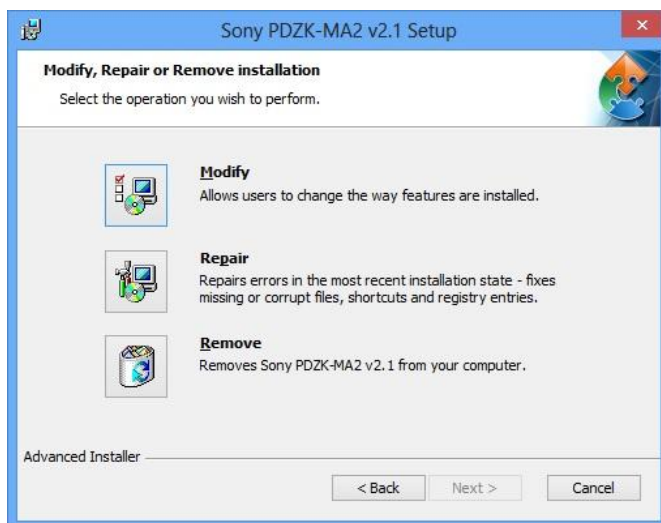 Sony PDZK-MA2 v2.1 Setup
Modify, Repair or Remove installation
Select the operation you wish to perform.
Modify
Allows users to change the way features are installed.
Repair
Repairs errors in the most recent installation state - fixes
missing or corrupt files, shortcuts and registry entries.
Remove
Removes Sony PDZK-MA2 v2.1 from your computer.
Advanced Installer
< Back
Next >
Cancel